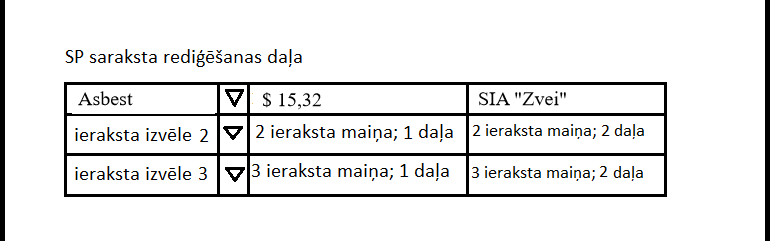 SP saraksta rediģēšanas daļa
Asbest $ 15,32 SIA "Zvei"
ieraksta izvēle 2 2 ieraksta maiņa; 1 daļa 2 ieraksta maiņa; 2 daļa
ieraksta izvēle 3 3 ieraksta maiņa; 1 daļa 3 ieraksta maiņa; 2 daļa